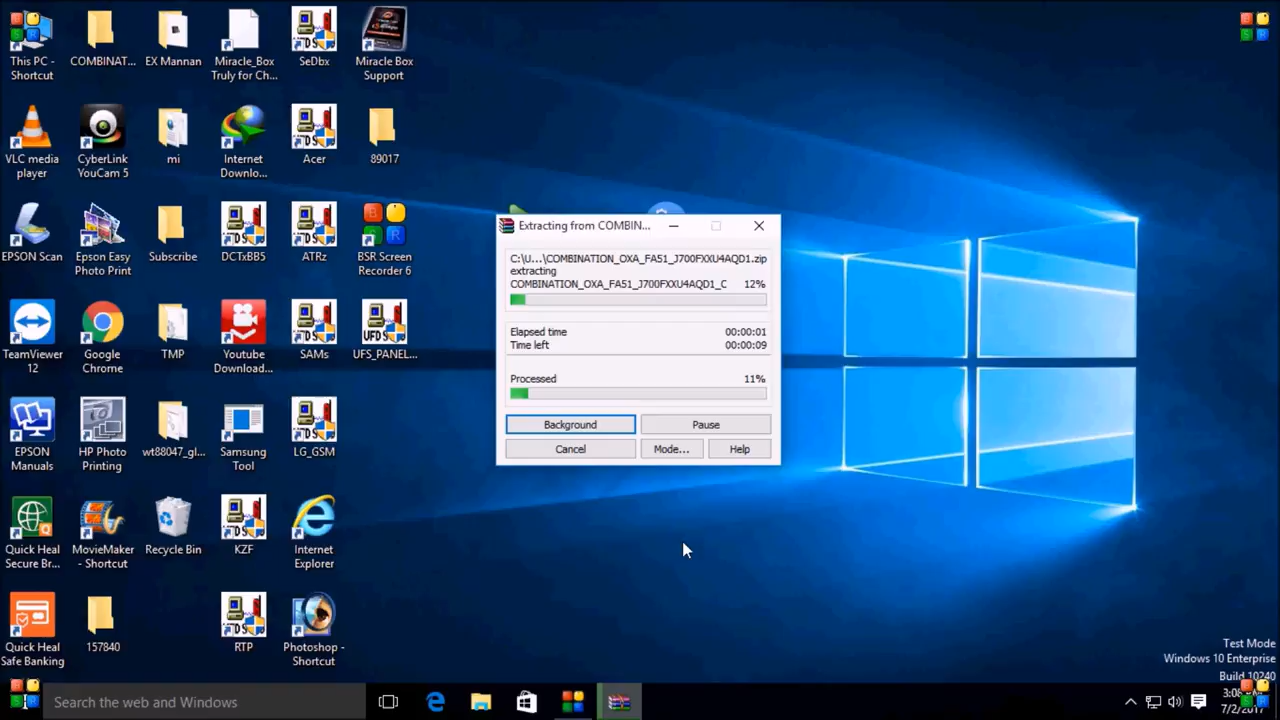 This PC -
Shortcut
COMBINAT...
EX Mannan
Miracle_Box
Truly for Ch...
SeDbx
Miracle Box
Support
VLC media
player
CyberLink
YouCam 5
mi
Internet
Downlo...
Acer
89017
EPSON Scan
Epson Easy
Photo Print
Subscribe
DCTxBB5
ATRz
BSR Screen
Recorder 6
TeamViewer
12
Google
Chrome
TMP
Youtube
Download...
SAMs
UFS_PANEL...
EPSON
Manuals
HP Photo
Printing
wt88047_gl...
Samsung
Tool
LG_GSM
Quick Heal
Secure Br...
MovieMaker
- Shortcut
Recycle Bin
KZF
Internet
Explorer
Quick Heal
Safe Banking
157840
RTP
Photoshop -
Shortcut
Extracting from COMBIN...
C:\U...\COMBINATION_OXA_FA51_J700FXXU4AQD1.zip
extracting
COMBINATION_OXA_FA51_J700FXXU4AQD1_C 12%
Elapsed time 00:00:01
Time left 00:00:09
Processed 11%
Background Pause
Cancel Mode... Help
Test Mode
Windows 10 Enterprise
Build 10240
Search the web and Windows
7/2/2017